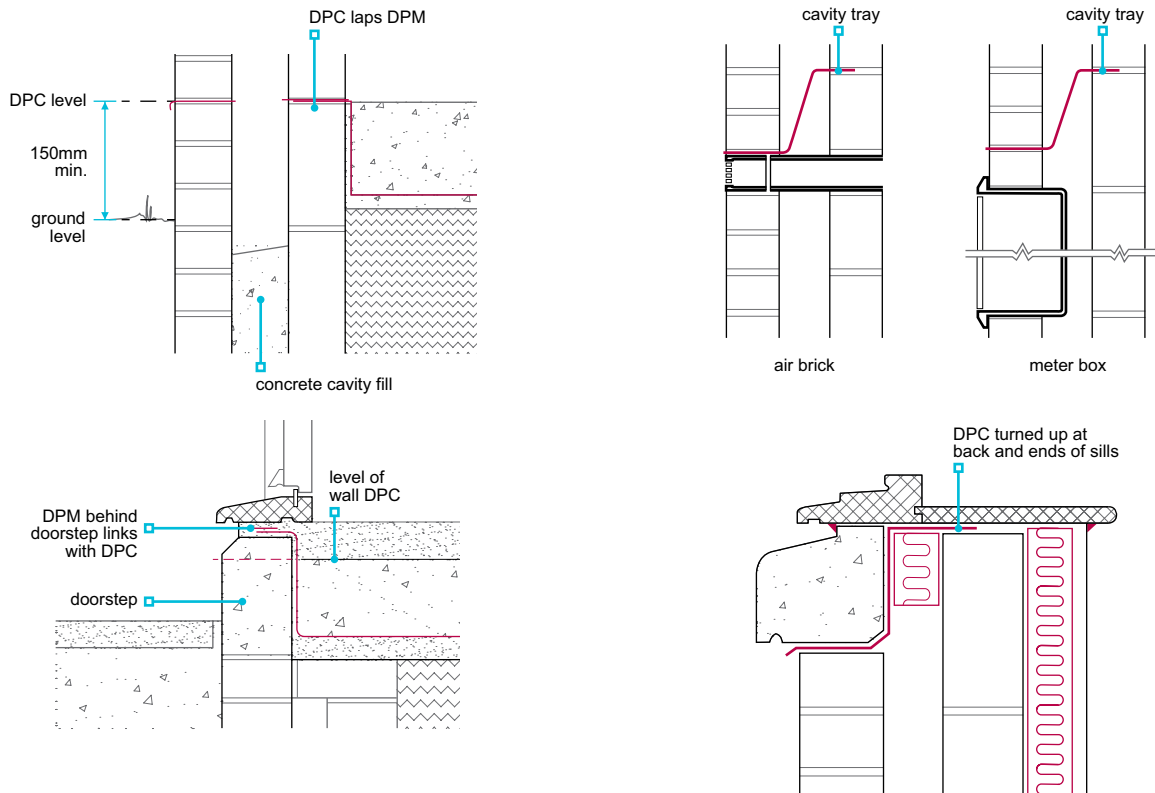 DPC laps DPM
DPC level
150mm
min.
ground
level
concrete cavity fill
cavity tray
cavity tray
air brick
meter box
level of
wall DPC
DPM behind
doorstep links
with DPC
doorstep
DPC turned up at
back and ends of sills